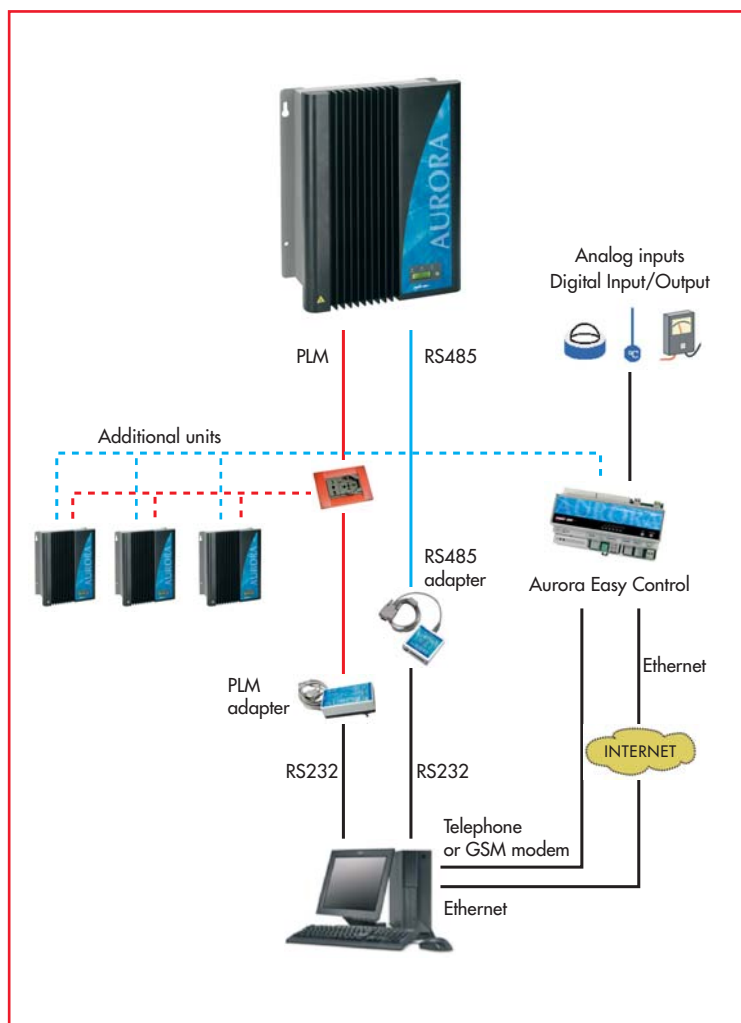 AURORA
Analog inputs
Digital Input/Output
PLM
RS485
Additional units
AURORA
AURORA
AURORA
RS485
adapter
Aurora Easy Control
Ethernet
PLM
adapter
INTERNET
RS232
RS232
Telephone
or GSM modem
Ethernet
°C